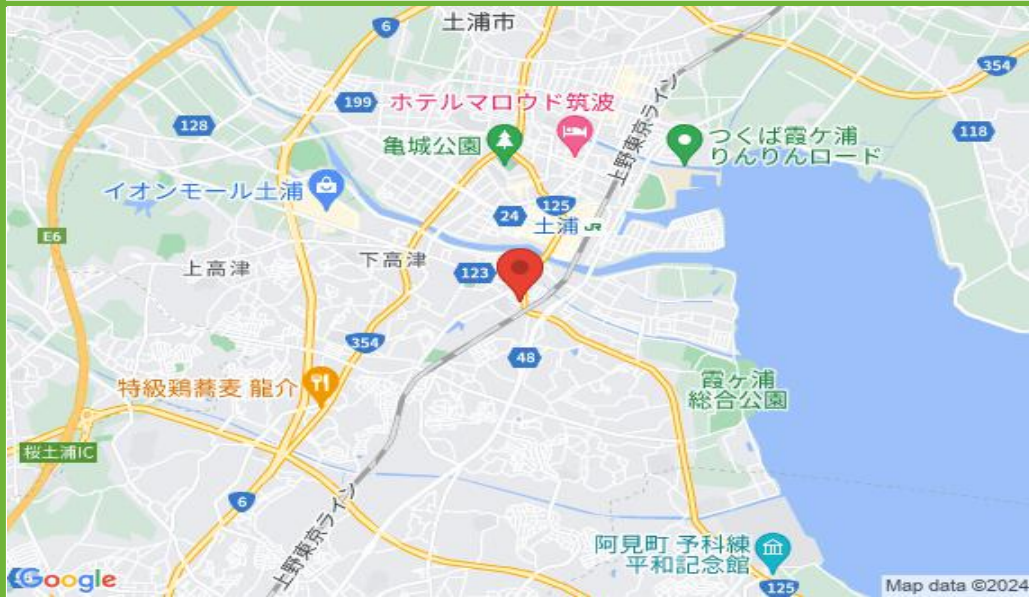 土浦市
6
354
199
ホテルマロウド筑波
128
118
亀城公園
つくば霞ケ浦
りんりんロード
上野東京ライン
イオンモール土浦
125
24
土浦 JR
E6
上高津
下高津
123
354
48
特級鶏蕎麦 龍介
霞ヶ浦
総合公園
桜土浦IC
6
上野東京ライン
阿見町 予科練
平和記念館
Google
125
Map data ©2024